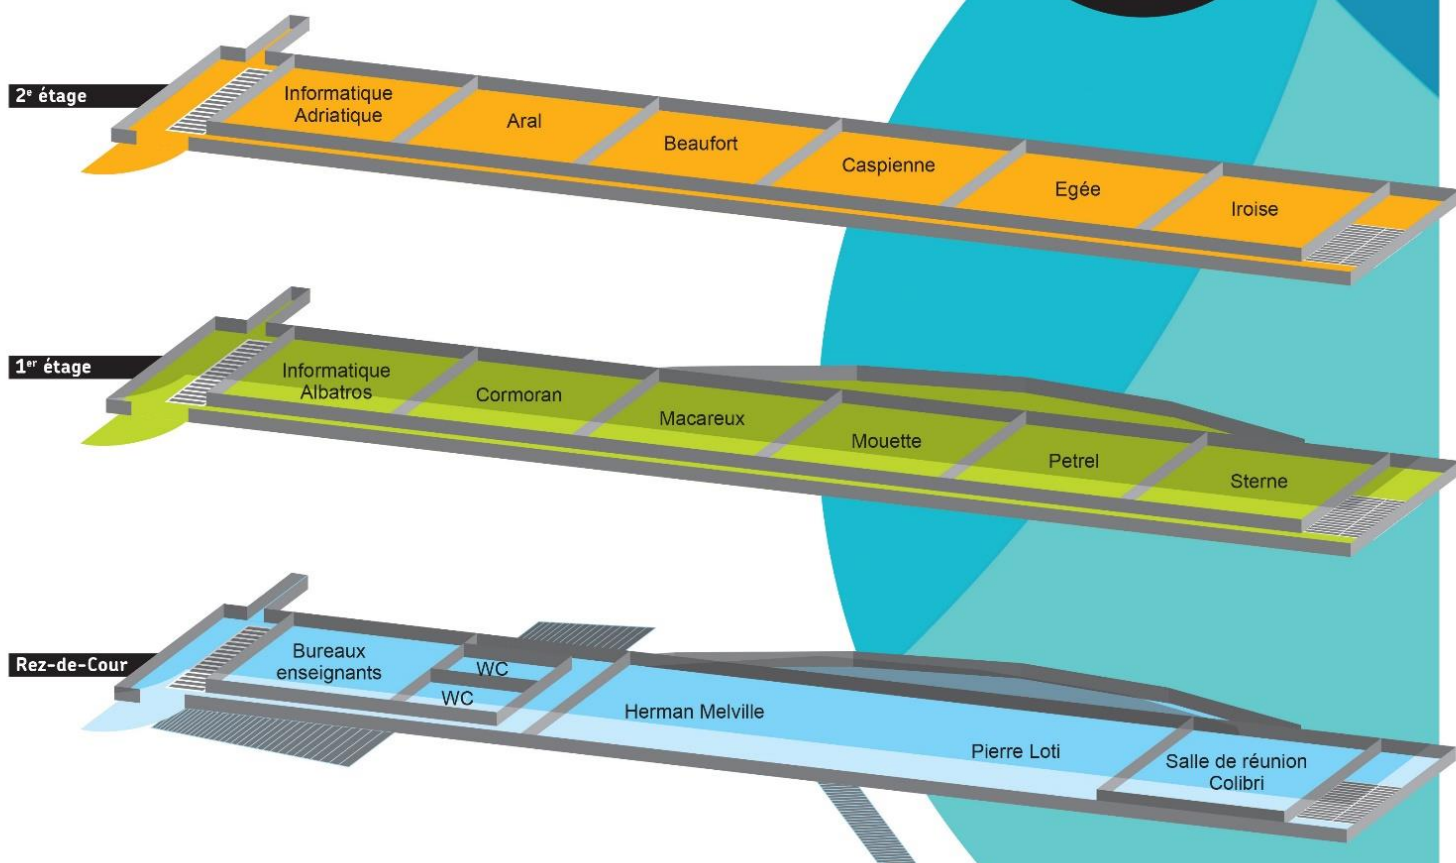 2e étage
Informatique
Adriatique
Aral
Beaufort
Caspienne
Egée
Iroise
1er étage
Informatique
Albatros
Cormoran
Macareux
Mouette
Petrel
Sterne
Rez-de-Cour
Bureaux
enseignants
WC
WC
Herman Melville
Pierre Loti
Salle de réunion
Colibri